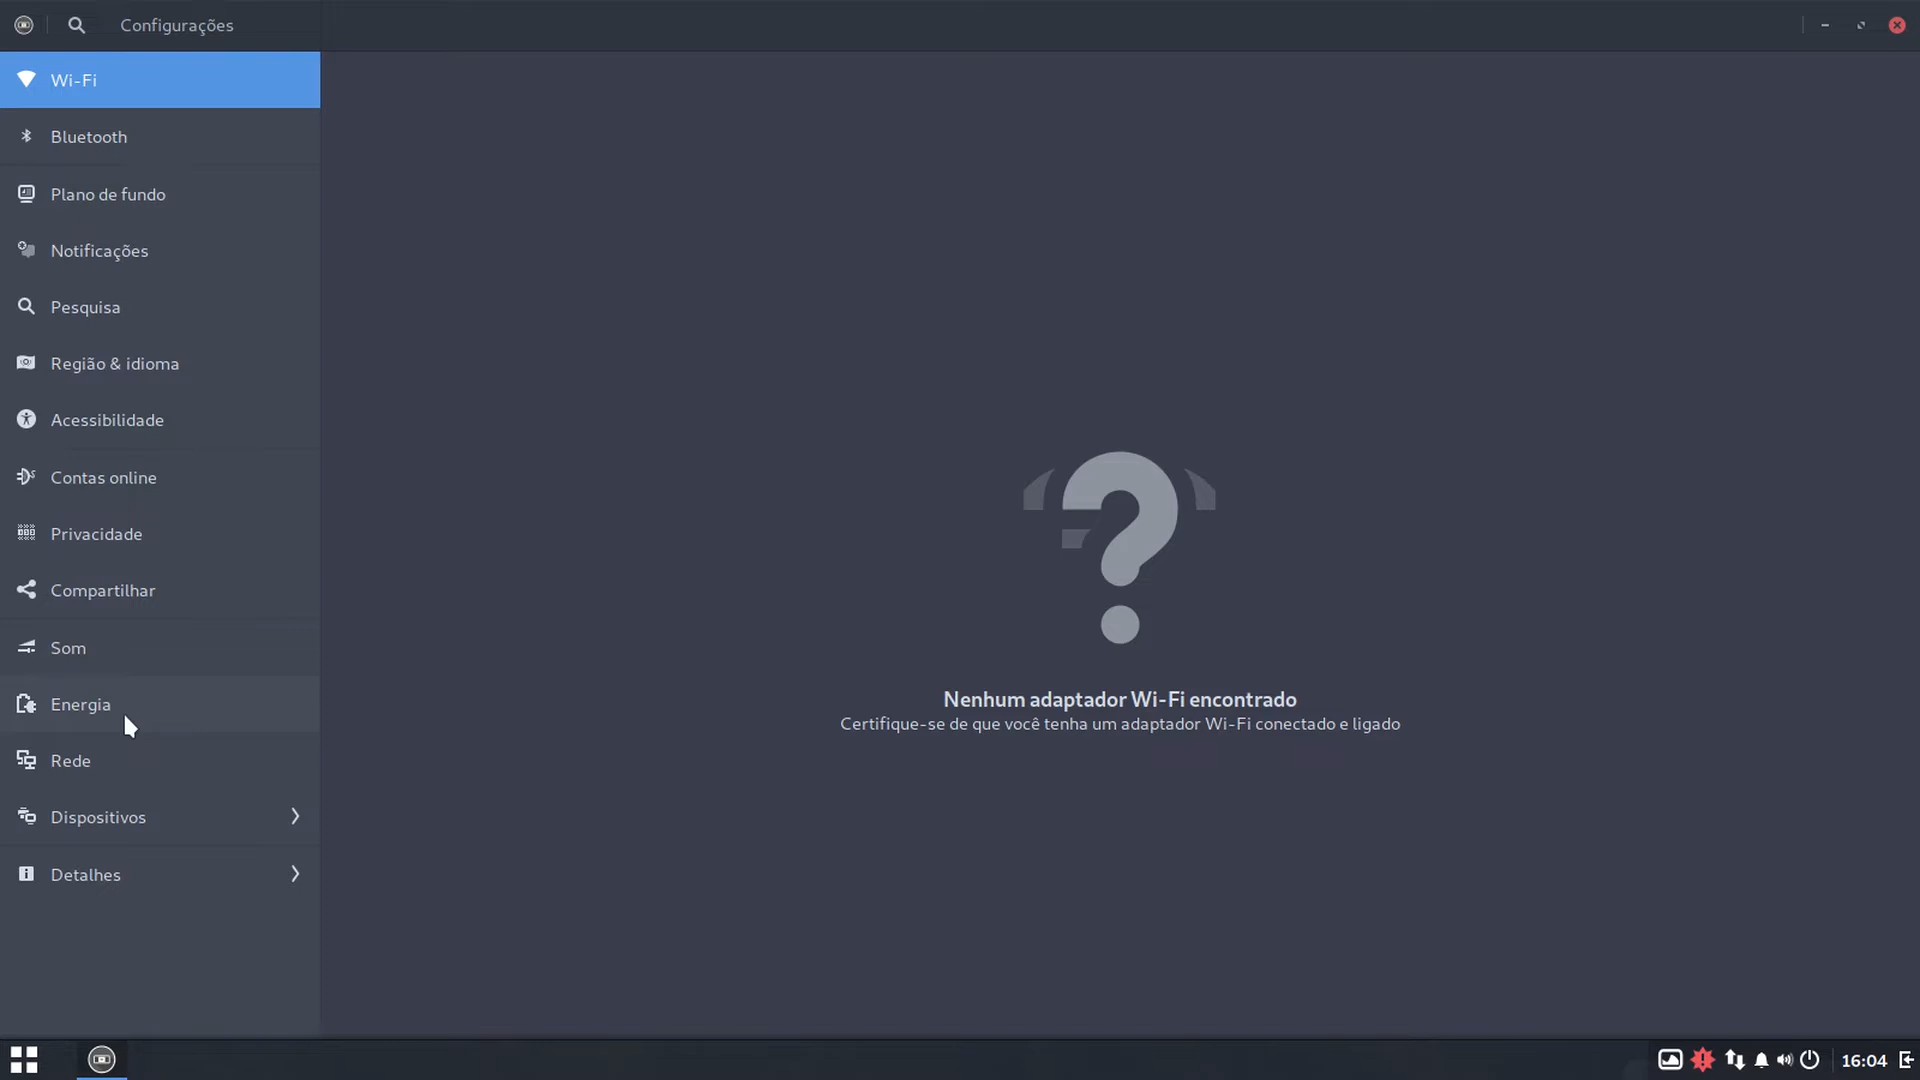 Configurações
Wi-Fi
Bluetooth
Plano de fundo
Notificações
Pesquisa
Região & idioma
Acessibilidade
Contas online
Privacidade
Compartilhar
Som
Energia
Rede
Dispositivos
Detalhes
Nenhum adaptador Wi-Fi encontrado
Certifique-se de que você tenha um adaptador Wi-Fi conectado e ligado
16:04